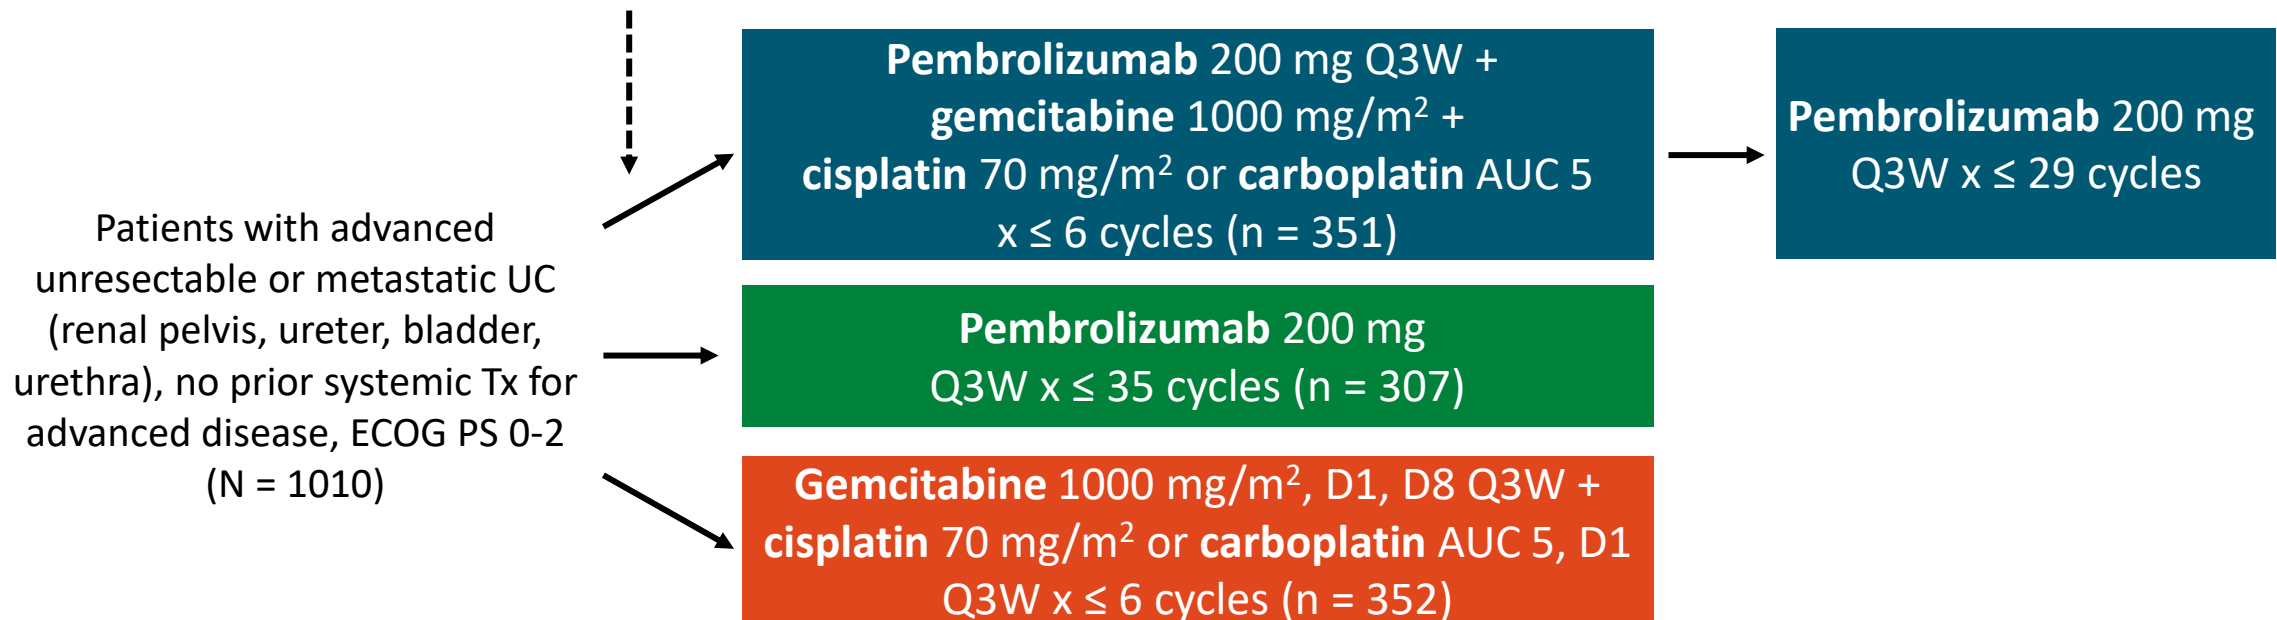 Patients with advanced
unresectable or metastatic UC
(renal pelvis, ureter, bladder,
urethra), no prior systemic Tx for
advanced disease, ECOG PS 0-2
(N = 1010)
Pembrolizumab 200 mg Q3W +
gemcitabine 1000 mg/m² +
cisplatin 70 mg/m² or carboplatin AUC 5
x ≤ 6 cycles (n = 351)
Pembrolizumab 200 mg
Q3W x ≤ 29 cycles
Pembrolizumab 200 mg
Q3W x ≤ 35 cycles (n = 307)
Gemcitabine 1000 mg/m², D1, D8 Q3W +
cisplatin 70 mg/m² or carboplatin AUC 5, D1
Q3W x ≤ 6 cycles (n = 352)